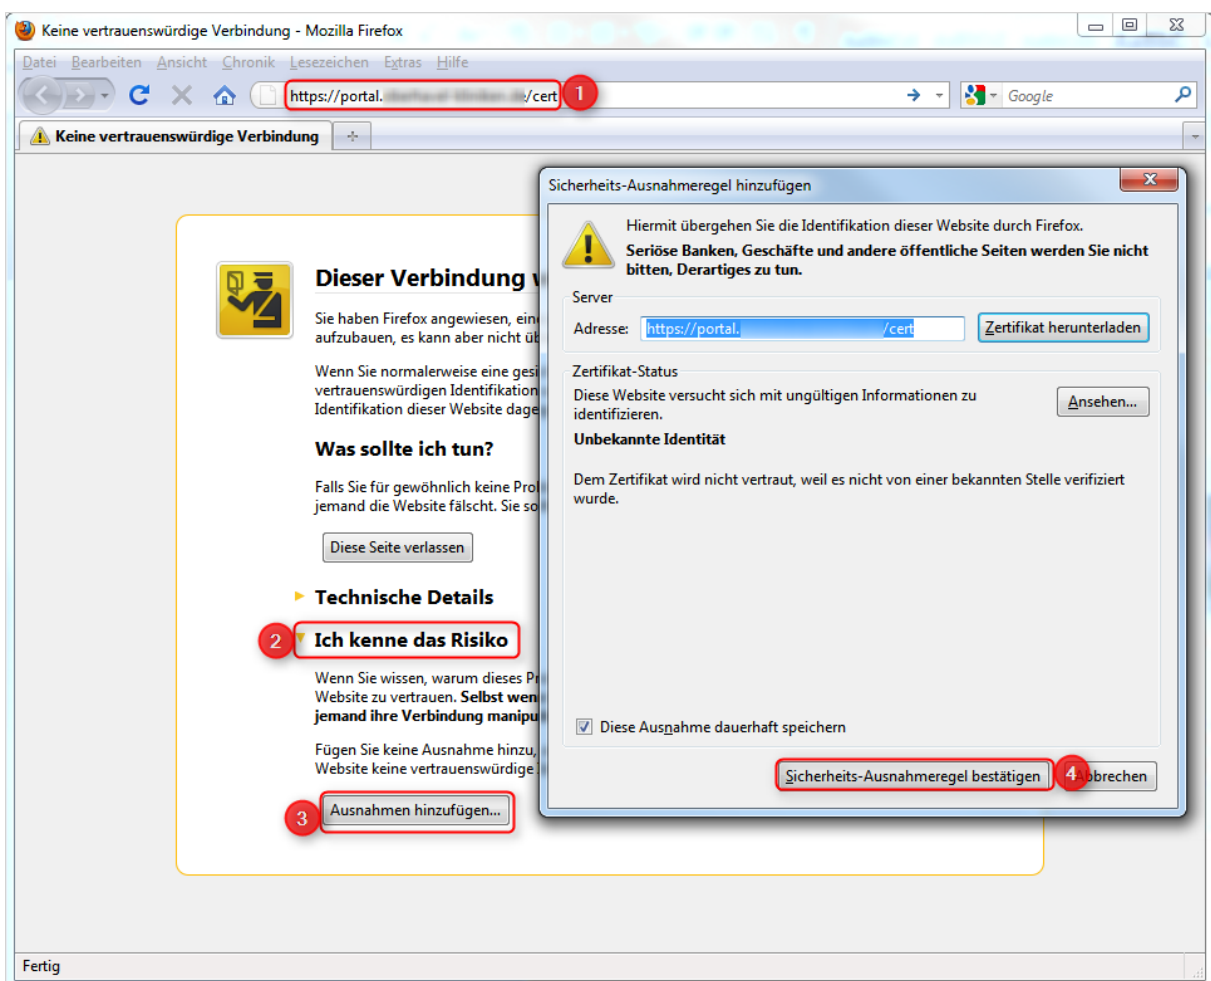 Keine vertrauenswürdige Verbindung - Mozilla Firefox
Datei Bearbeiten Ansicht Chronik Lesezeichen Extras Hilfe
https://portal. /cert 1 Google
Keine vertrauenswürdige Verbindung
Sicherheits-Ausnahmeregel hinzufügen
Hiermit übergehen Sie die Identifikation dieser Website durch Firefox.
Seriöse Banken, Geschäfte und andere öffentliche Seiten werden Sie nicht
bitten, Derartiges zu tun.
Server
Adresse: https://portal. /cert Zertifikat herunterladen
Zertifikat-Status
Diese Website versucht sich mit ungültigen Informationen zu
identifizieren.
Ansehen...
Unbekannte Identität
Dem Zertifikat wird nicht vertraut, weil es nicht von einer bekannten Stelle verifiziert
wurde.
Diese Ausnahme dauerhaft speichern
Sicherheits-Ausnahmeregel bestätigen 4 bbrechen
Dieser Verbindung
Sie haben Firefox angewiesen,
aufzubauen, es kann aber nicht
Wenn Sie normalerweise eine
vertrauenswürdigen Identifikation
Identifikation dieser Website
Was sollte ich tun?
Falls Sie für gewöhnlich keine
jemand die Website fälscht. Sie
Diese Seite verlassen
Technische Details
2 Ich kenne das Risiko
Wenn Sie wissen, warum dieses
Website zu vertrauen. Selbst
jemand ihre Verbindung
Fügen Sie keine Ausnahme hinzu,
Website keine vertrauenswürdige
3 Ausnahmen hinzufügen...
Fertig